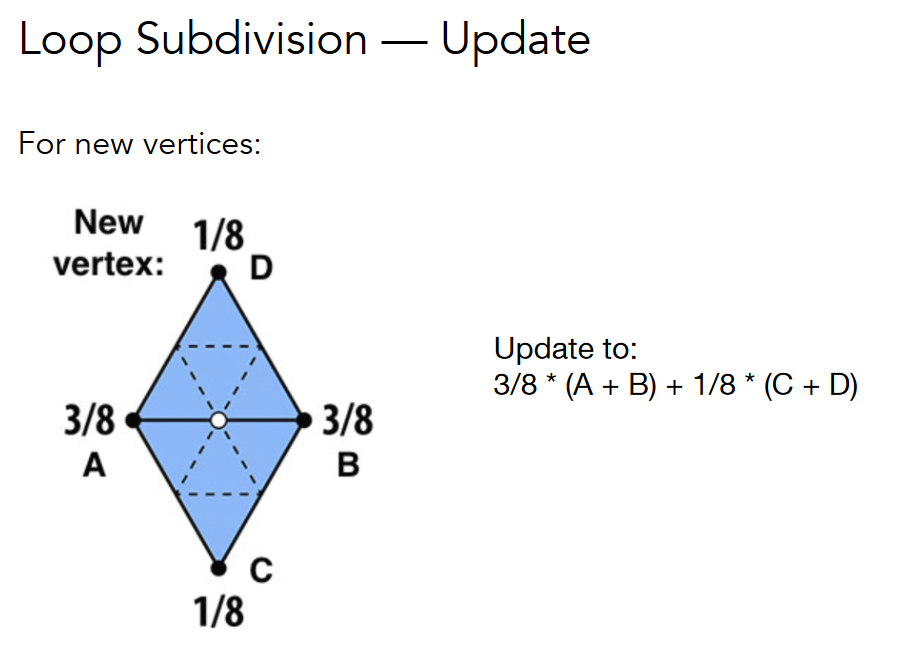 Loop Subdivision — Update
For new vertices:
New
vertex:
1/8
D
3/8
A
3/8
B
C
1/8
Update to:
3/8 * (A + B) + 1/8 * (C + D)